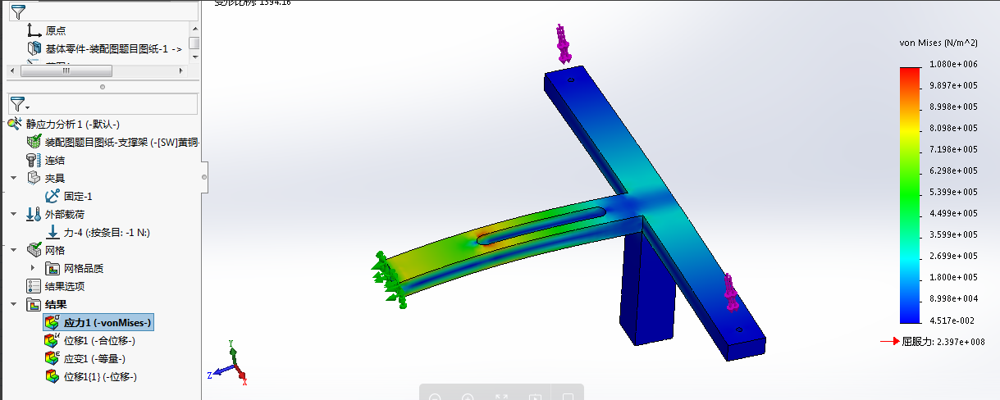 变形比例: 1394.16
原点
基体零件-装配图题目图纸-1 ->
静应力分析 1 (-默认-)
装配图题目图纸-支撑架 (-[SW]黄铜-
连结
夹具
固定-1
外部载荷
力-4 (:按条目: -1 N:)
网格
网格品质
结果选项
结果
应力1 (-vonMises-)
位移1 (-合位移-)
应变1 (-等量-)
位移1{1} (-位移-)
von Mises (N/m^2)
1.080e+006
9.897e+005
8.998e+005
8.098e+005
7.198e+005
6.298e+005
5.399e+005
4.499e+005
3.599e+005
2.699e+005
1.800e+005
8.998e+004
4.517e-002
屈服力: 2.397e+008
Y
Z
X